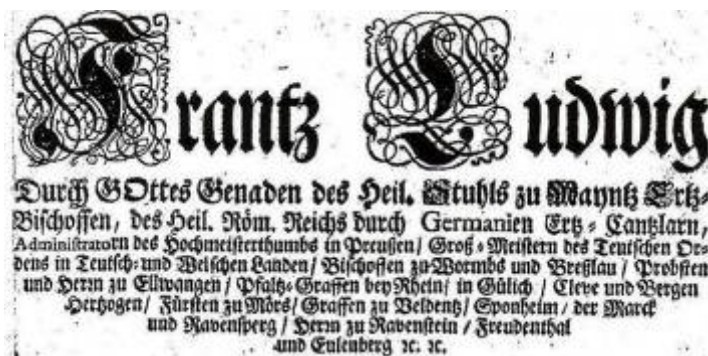 Frantz Ludwig
Durch GOttes Genaden des Heil. Stuhls zu Mayntz Ertz-
Bischoffen, des Heil. Röm. Reichs durch Germanien Ertz-Cantzlarn,
Administratorn des Hochmeisterthumbs in Preussen/ Groß-Meistern des Teutschen Or-
dens in Teutsch- und Welschen Landen/ Bischoffen zu Wormbs und Breßlau/ Probsten
und Herrn zu Ellwangen/ Pfaltz-Graffen bey Rhein/ in Gülich/ Cleve und Bergen
Hertzogen/ Fürsten zu Mörs/ Graffen zu Veldentz/ Sponheim/ der Marck
und Ravensperg/ Herrn zu Ravenstein/ Freudenthal
und Eulenberg ꝛc. ꝛc.